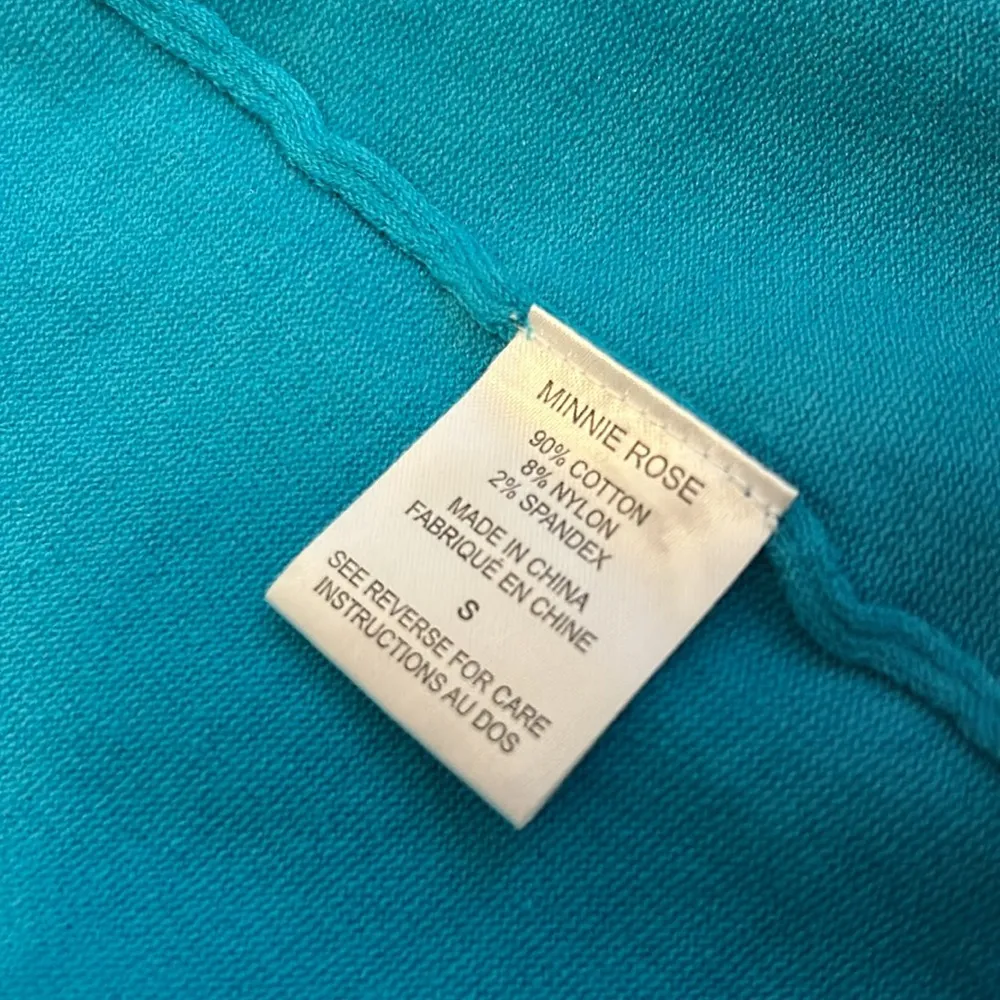 MINNIE ROSE
90% COTTON
8% NYLON
2% SPANDEX
MADE IN CHINA
FABRIQUÉ EN CHINE
S
SEE REVERSE FOR CARE
INSTRUCTIONS AU DOS